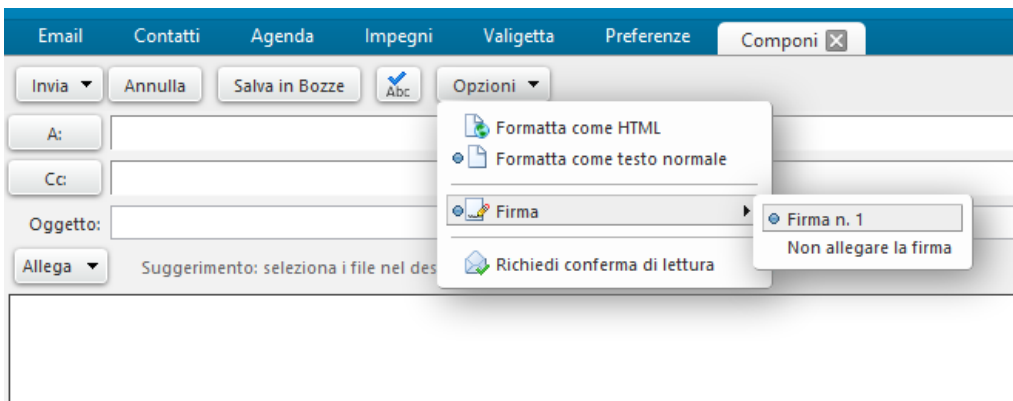 Email Contatti Agenda Impegni Valigetta Preferenze Componi
Invia Annulla Salva in Bozze Abc Opzioni
A:
Cc:
Oggetto:
Allega Suggerimento: seleziona i file nel des
Formatta come HTML
Formatta come testo normale
Firma
Richiedi conferma di lettura
Firma n. 1
Non allegare la firma